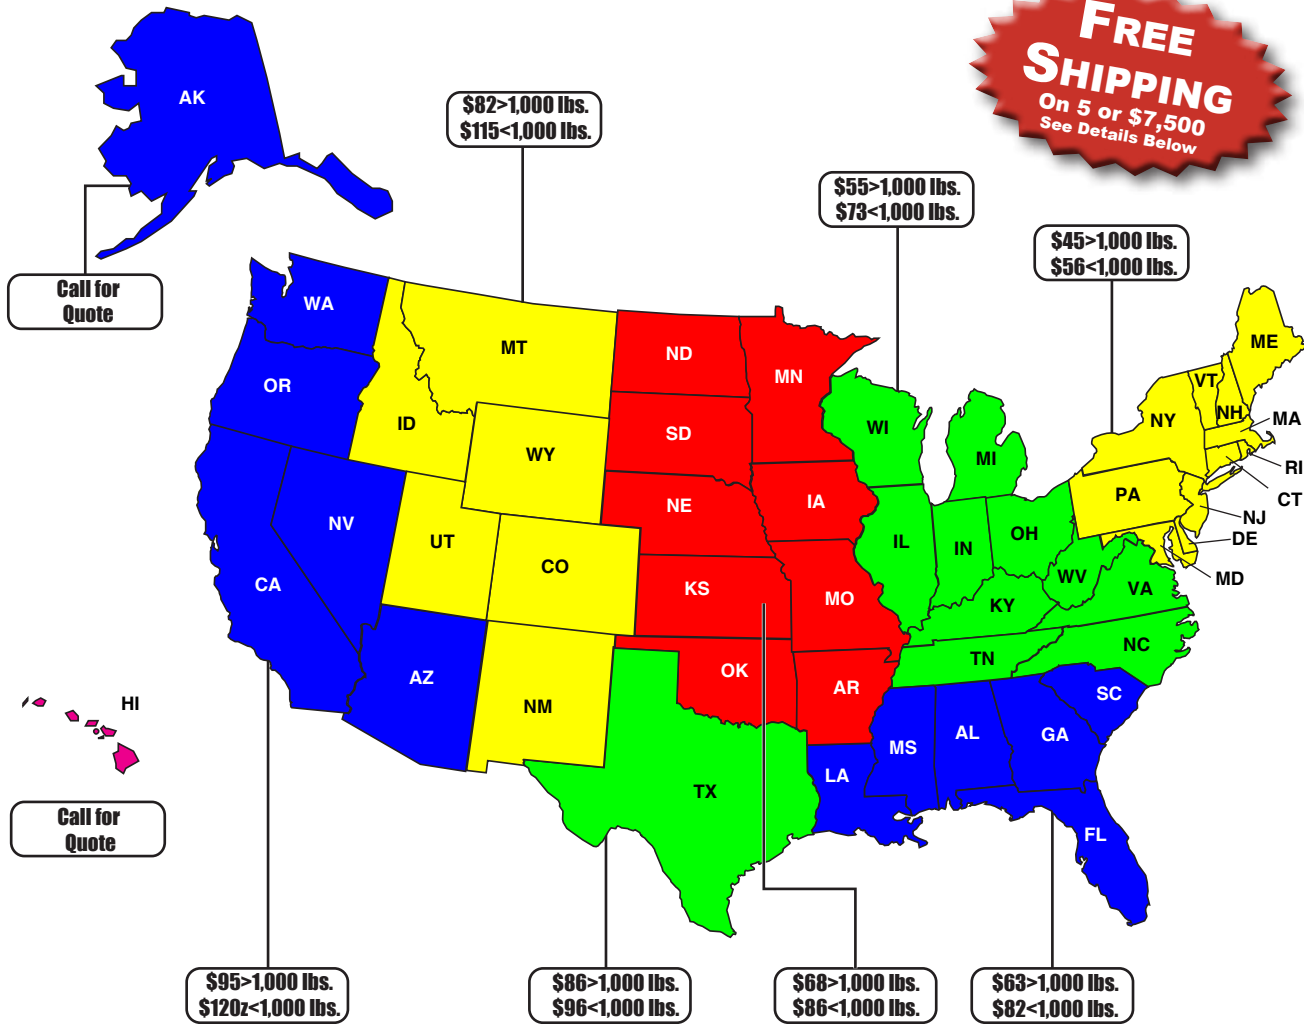 FREE
SHIPPING
On 5 or $7,500
See Details Below
AK
$82>1,000 lbs.
$115<1,000 lbs.
$55>1,000 lbs.
$73<1,000 lbs.
$45>1,000 lbs.
$56<1,000 lbs.
Call for
Quote
WA
MT
ND
MN
ME
OR
ID
SD
WI
NY
VT
NH
MA
WY
MI
RI
NE
IA
PA
CT
NV
UT
CO
IL
IN
OH
NJ
DE
CA
KS
MO
KY
WV
VA
MD
AZ
NM
OK
AR
TN
NC
HI
SC
MS
AL
GA
TX
LA
FL
Call for
Quote
$95>1,000 lbs.
$120z<1,000 lbs.
$86>1,000 lbs.
$96<1,000 lbs.
$68>1,000 lbs.
$86<1,000 lbs.
$63>1,000 lbs.
$82<1,000 lbs.